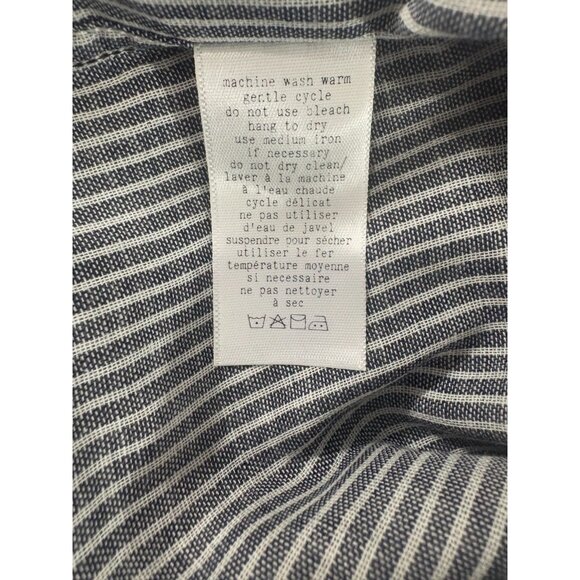 machine wash warm
gentle cycle
do not use bleach
hang to dry
use medium iron
if necessary
do not dry clean/
laver à la machine
à l'eau chaude
cycle délicat
ne pas utiliser
d'eau de javel
suspendre pour sécher
utiliser le fer
température moyenne
si necessaire
ne pas nettoyer
à sec